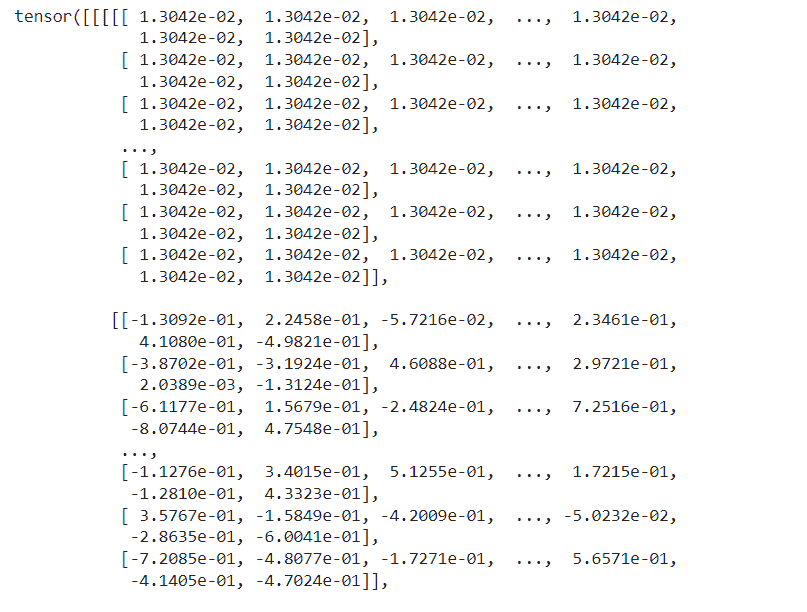 tensor([[[[[ 1.3042e-02,  1.3042e-02,  1.3042e-02,  ...,  1.3042e-02,
            1.3042e-02,  1.3042e-02],
          [ 1.3042e-02,  1.3042e-02,  1.3042e-02,  ...,  1.3042e-02,
            1.3042e-02,  1.3042e-02],
          [ 1.3042e-02,  1.3042e-02,  1.3042e-02,  ...,  1.3042e-02,
            1.3042e-02,  1.3042e-02],
          ...,
          [ 1.3042e-02,  1.3042e-02,  1.3042e-02,  ...,  1.3042e-02,
            1.3042e-02,  1.3042e-02],
          [ 1.3042e-02,  1.3042e-02,  1.3042e-02,  ...,  1.3042e-02,
            1.3042e-02,  1.3042e-02],
          [ 1.3042e-02,  1.3042e-02,  1.3042e-02,  ...,  1.3042e-02,
            1.3042e-02,  1.3042e-02]],

         [[-1.3092e-01,  2.2458e-01, -5.7216e-02,  ...,  2.3461e-01,
            4.1080e-01, -4.9821e-01],
          [-3.8702e-01, -3.1924e-01,  4.6088e-01,  ...,  2.9721e-01,
            2.0389e-03, -1.3124e-01],
          [-6.1177e-01,  1.5679e-01, -2.4824e-01,  ...,  7.2516e-01,
           -8.0744e-01,  4.7548e-01],
          ...,
          [-1.1276e-01,  3.4015e-01,  5.1255e-01,  ...,  1.7215e-01,
           -1.2810e-01,  4.3323e-01],
          [ 3.5767e-01, -1.5849e-01, -4.2009e-01,  ..., -5.0232e-02,
           -2.8635e-01, -6.0041e-01],
          [-7.2085e-01, -4.8077e-01, -1.7271e-01,  ...,  5.6571e-01,
           -4.1405e-01, -4.7024e-01]],